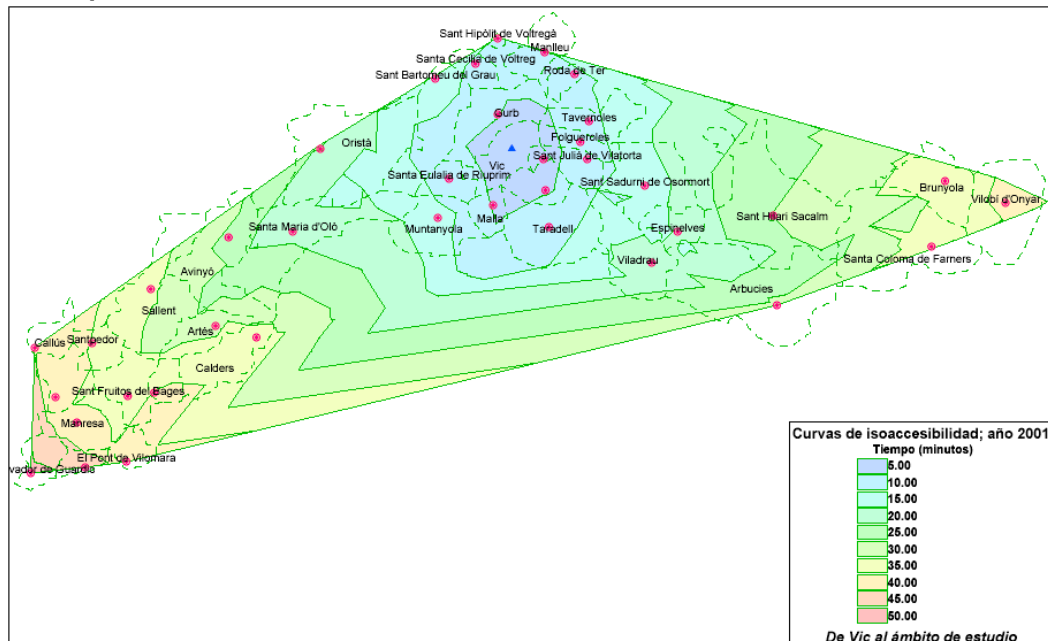 Sant Hipòlit de Voltregà
Manlleu
Santa Cecilia de Voltreg
Roda de Ter
Sant Bartomeu del Grau
Gurb
Tavernoles
Oristà
Folgueroles
Vic
Sant Julià de Vilatorta
Santa Eulalia de Riuprim
Sant Sadurní de Osormort
Brunyola
Vilobí d'Onyar
Malla
Sant Hilari Sacalm
Muntanyola
Taradell
Santa Maria d'Oló
Espinelves
Viladrau
Santa Coloma de Farners
Avinyó
Arbucies
Sallent
Artés
Callús
Santpedor
Calders
Sant Fruitos del Bages
Manresa
El Pont de Vilomara
vador de Guardia
Curvas de isoaccesibilidad; año 2001
Tiempo (minutos)
5.00
10.00
15.00
20.00
25.00
30.00
35.00
40.00
45.00
50.00
De Vic al ámbito de estudio